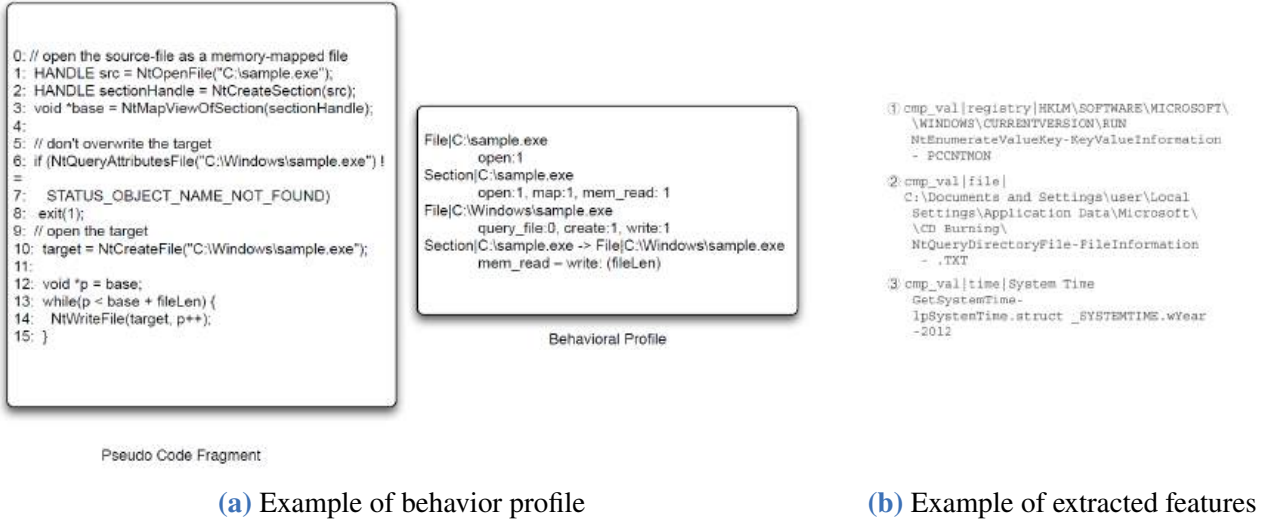 0: // open the source-file as a memory-mapped file
1: HANDLE src = NtOpenFile("C:\sample.exe");
2: HANDLE sectionHandle = NtCreateSection(src);
3: void *base = NtMapViewOfSection(sectionHandle);
4:
5: // don't overwrite the target
6: if (NtQueryAttributesFile("C:\Windows\sample.exe") !
=
7: STATUS_OBJECT_NAME_NOT_FOUND)
8: exit(1);
9: // open the target
10: target = NtCreateFile("C:\Windows\sample.exe");
11:
12: void *p = base;
13: while(p < base + fileLen) {
14: NtWriteFile(target, p++);
15: }
Pseudo Code Fragment
File|C:\sample.exe
open:1
Section|C:\sample.exe
open:1, map:1, mem_read: 1
File|C:\Windows\sample.exe
query_file:0, create:1, write:1
Section|C:\sample.exe -> File|C:\Windows\sample.exe
mem_read – write: (fileLen)
Behavioral Profile
(a) Example of behavior profile
① cmp_val|registry|HKLM\SOFTWARE\MICROSOFT\
\WINDOWS\CURRENTVERSION\RUN
NtEnumerateValueKey-KeyValueInformation
- PCCNTMON
② cmp_val|file|
C:\Documents and Settings\user\Local
Settings\Application Data\Microsoft\
\CD Burning\
NtQueryDirectoryFile-FileInformation
- .TXT
③ cmp_val|time|System Time
GetSystemTime-
lpSystemTime.struct _SYSTEMTIME.wYear
-2012
(b) Example of extracted features